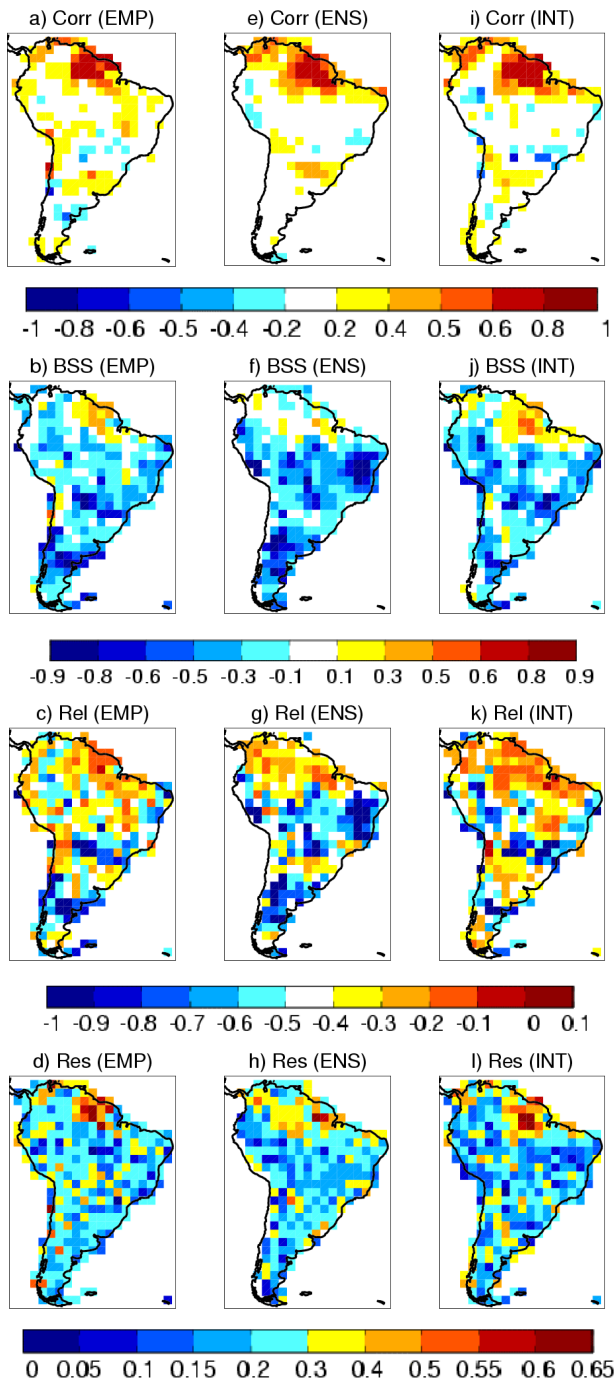 a) Corr (EMP) e) Corr (ENS) i) Corr (INT)
-1 -0.8 -0.6 -0.5 -0.4 -0.2 0.2 0.4 0.5 0.6 0.8 1
b) BSS (EMP) f) BSS (ENS) j) BSS (INT)
-0.9 -0.7 -0.5 -0.3 -0.1 0.1 0.3 0.5 0.6 0.9
c) Rel (EMP) g) Rel (ENS) k) Rel (INT)
-1 -0.9 -0.8 -0.7 -0.6 -0.5 -0.4 -0.3 -0.2 -0.1 0 0.1
d) Res (EMP) h) Res (ENS) l) Res (INT)
0 0.05 0.1 0.15 0.2 0.3 0.4 0.5 0.55 0.6 0.65